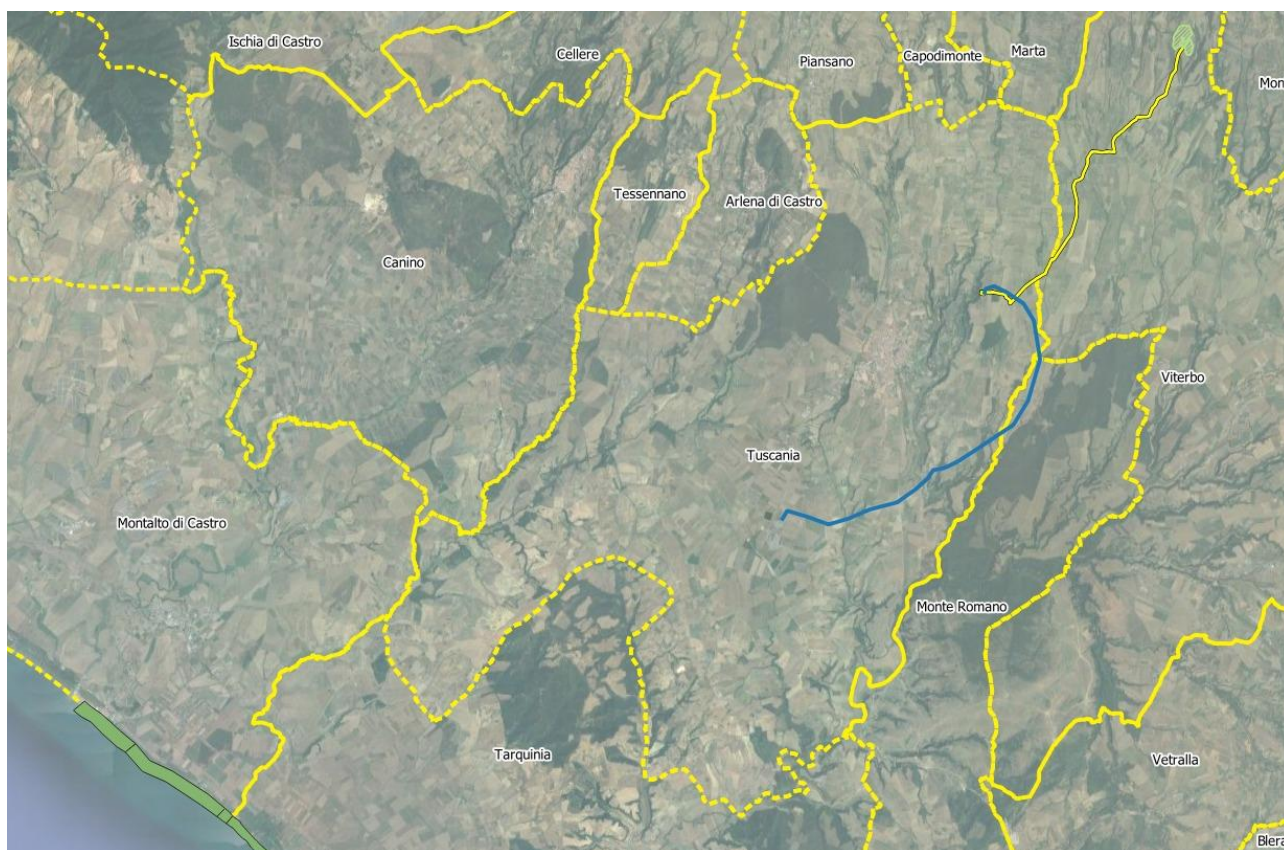 Ischia di Castro
Cellere
Piansano
Capodimonte
Marta
Mon
Tessennano
Arlena di Castro
Canino
Viterbo
Tuscania
Montalto di Castro
Monte Romano
Tarquinia
Vetralla
Blera